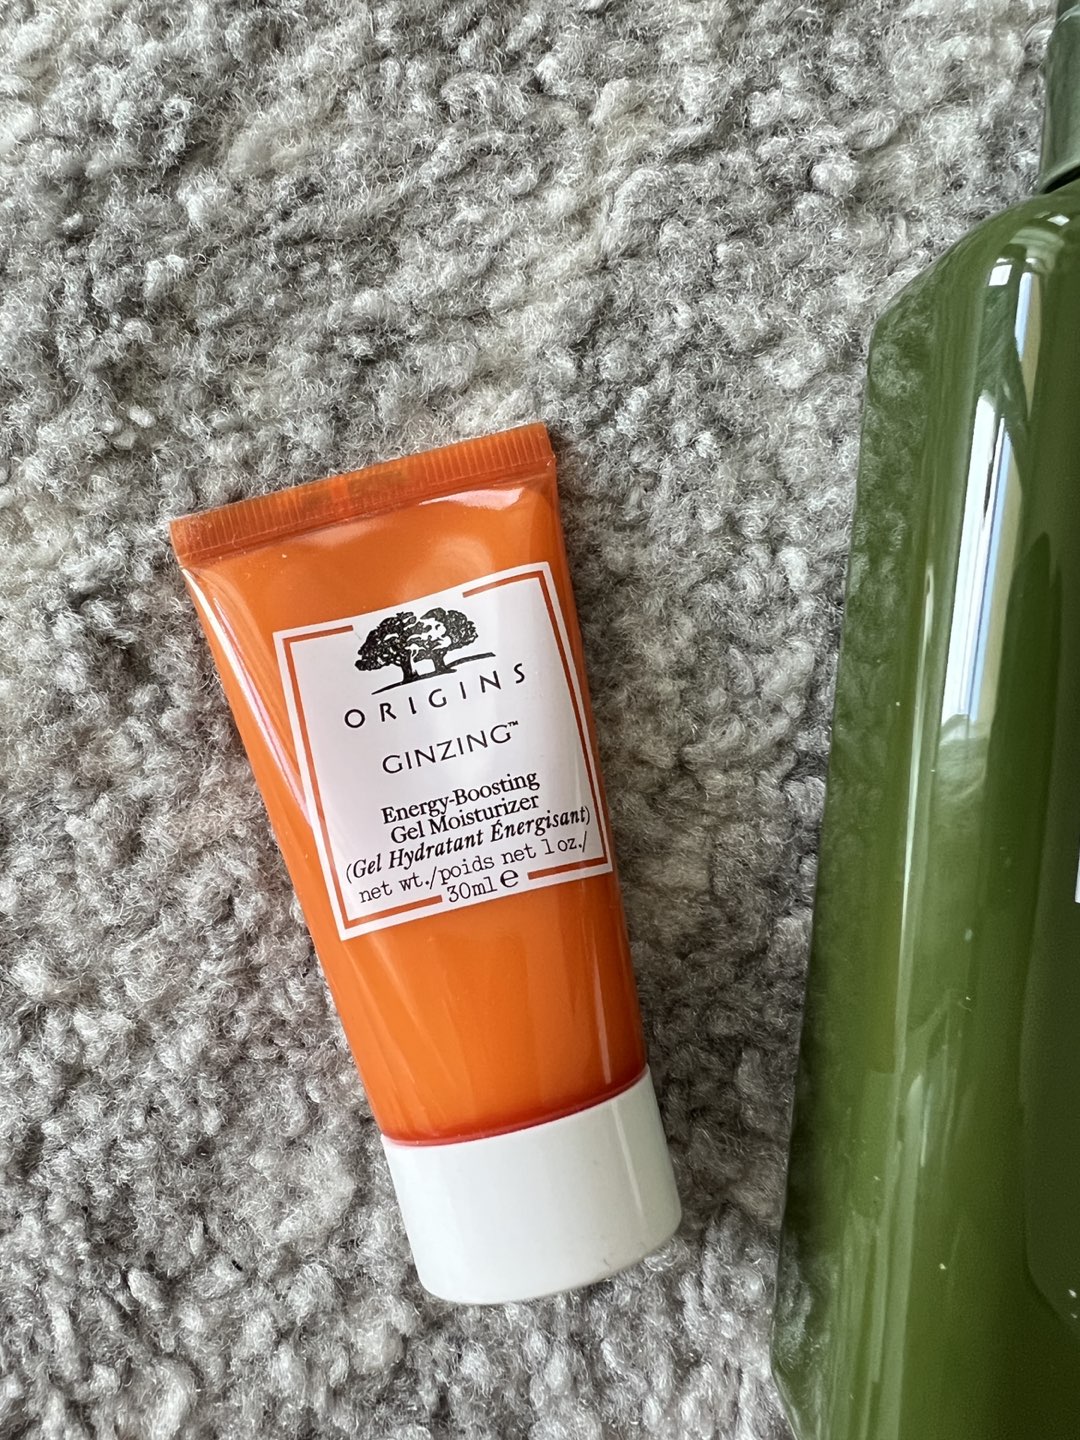 ORIGINS
GINZING™
Energy-Boosting
Gel Moisturizer
(Gel Hydratant Énergisant)
net wt./poids net 1 oz./
30ml ℮